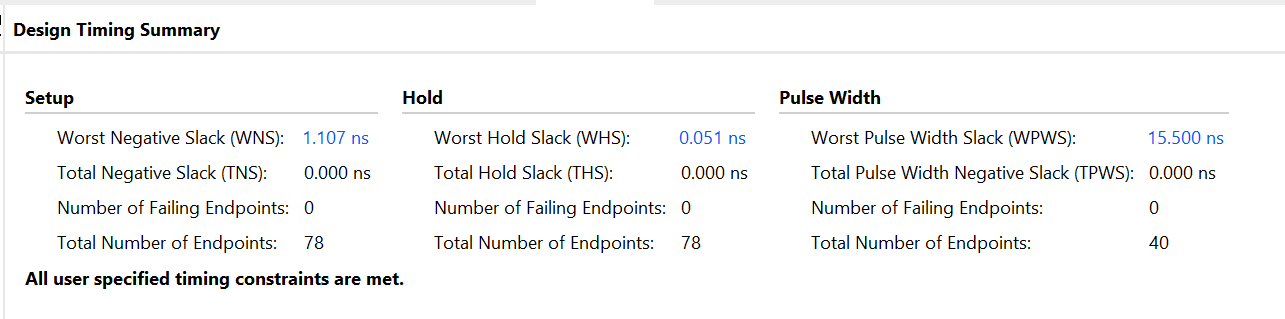 Design Timing Summary
Setup
Hold
Pulse Width
Worst Negative Slack (WNS): 1.107 ns
Worst Hold Slack (WHS): 0.051 ns
Worst Pulse Width Slack (WPWS): 15.500 ns
Total Negative Slack (TNS): 0.000 ns
Total Hold Slack (THS): 0.000 ns
Total Pulse Width Negative Slack (TPWS): 0.000 ns
Number of Failing Endpoints: 0
Number of Failing Endpoints: 0
Number of Failing Endpoints: 0
Total Number of Endpoints: 78
Total Number of Endpoints: 78
Total Number of Endpoints: 40
All user specified timing constraints are met.